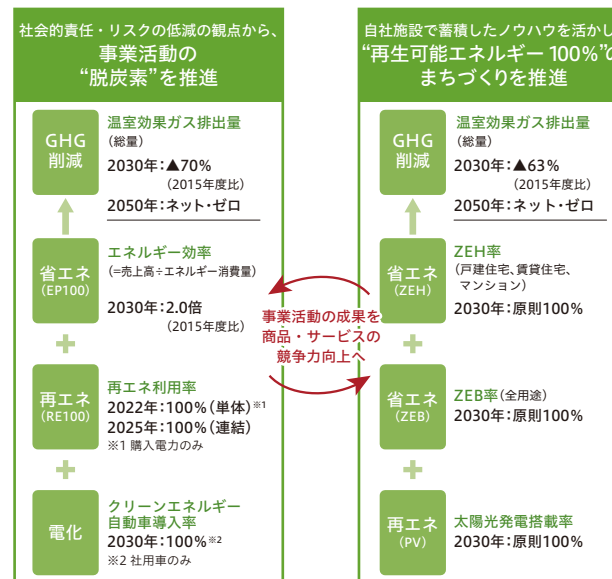 社会的責任・リスクの低減の観点から、
事業活動の
“脱炭素”を推進
GHG
削減
温室効果ガス排出量
(総量)
2030年:▲70%
(2015年度比)
2050年:ネット・ゼロ
省エネ
(EP100)
エネルギー効率
(=売上高÷エネルギー消費量)
2030年:2.0倍
(2015年度比)
再エネ
(RE100)
再エネ利用率
2022年:100%(単体)※1
2025年:100%(連結)
※1 購入電力のみ
電化
クリーンエネルギー
自動車導入率
2030年:100%※2
※2 社用車のみ
事業活動の成果を
商品・サービスの
競争力向上へ
自社施設で蓄積したノウハウを活かし
“再生可能エネルギー100%”の
まちづくりを推進
GHG
削減
温室効果ガス排出量
(総量)
2030年:▲63%
(2015年度比)
2050年:ネット・ゼロ
省エネ
(ZEH)
ZEH率
(戸建住宅、賃貸住宅、
マンション)
2030年:原則100%
省エネ
(ZEB)
ZEB率(全用途)
2030年:原則100%
再エネ
(PV)
太陽光発電搭載率
2030年:原則100%